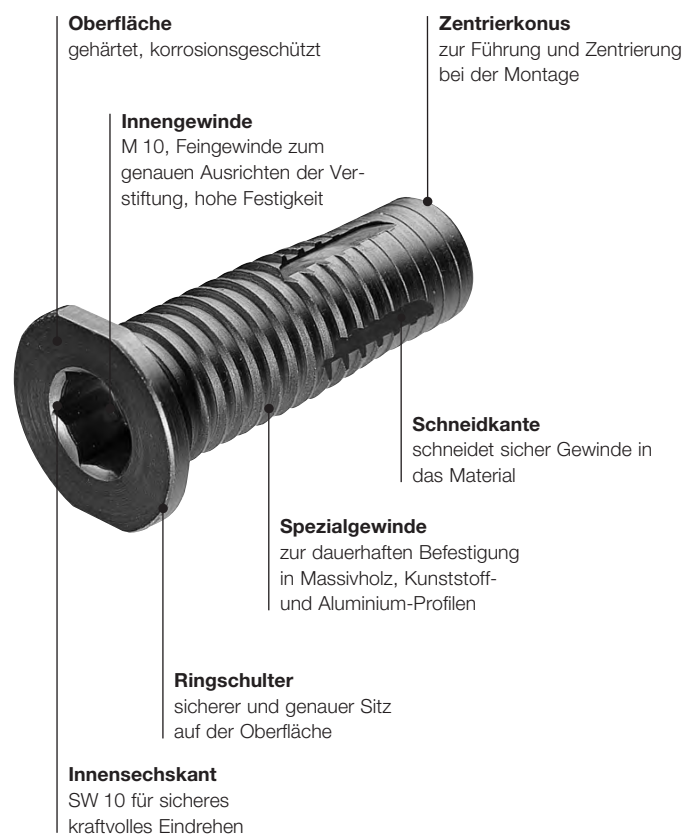 Oberfläche
gehärtet, korrosionsgeschützt
Zentrierkonus
zur Führung und Zentrierung
bei der Montage
Innengewinde
M 10, Feingewinde zum
genauen Ausrichten der Ver-
stiftung, hohe Festigkeit
Schneidkante
schneidet sicher Gewinde in
das Material
Spezialgewinde
zur dauerhaften Befestigung
in Massivholz, Kunststoff-
und Aluminium-Profilen
Ringschulter
sicherer und genauer Sitz
auf der Oberfläche
Innensechskant
SW 10 für sicheres
kraftvolles Eindrehen